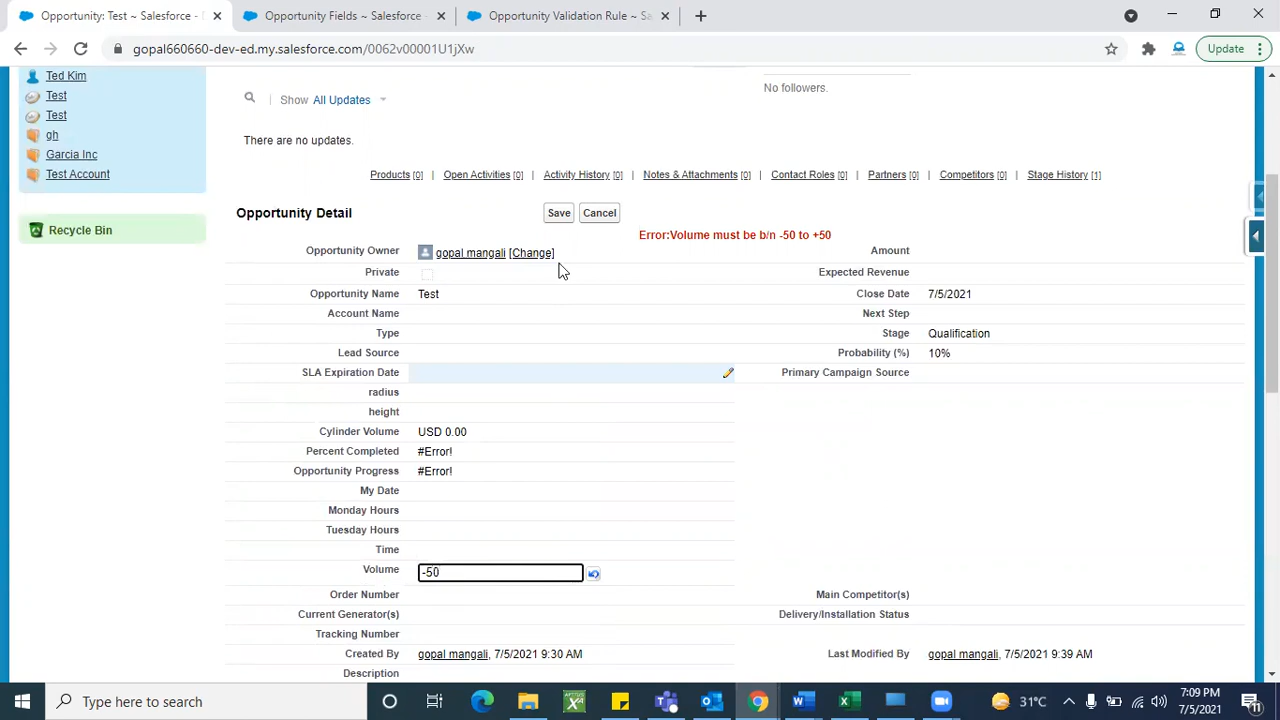 Opportunity: Test ~ Salesforce -
Opportunity Fields ~ Salesforce -
Opportunity Validation Rule ~ Sa
gopal660660-dev-ed.my.salesforce.com/0062v00001U1jXw
Update
Ted Kim
Test
Test
gh
Garcia Inc
Test Account
Recycle Bin
No followers.
Show All Updates
There are no updates.
Products [0] | Open Activities [0] | Activity History [0] | Notes & Attachments [0] | Contact Roles [0] | Partners [0] | Competitors [0] | Stage History [1]
Opportunity Detail Save Cancel
Error:Volume must be b/n -50 to +50
Opportunity Owner gopal mangali [Change] Amount
Private Expected Revenue
Opportunity Name Test Close Date 7/5/2021
Account Name Next Step
Type Stage Qualification
Lead Source Probability (%) 10%
SLA Expiration Date Primary Campaign Source
radius
height
Cylinder Volume USD 0.00
Percent Completed #Error!
Opportunity Progress #Error!
My Date
Monday Hours
Tuesday Hours
Time
Volume -50
Order Number Main Competitor(s)
Current Generator(s) Delivery/Installation Status
Tracking Number
Created By gopal mangali, 7/5/2021 9:30 AM Last Modified By gopal mangali, 7/5/2021 9:39 AM
Description
Type here to search
31°C
7:09 PM
7/5/2021
11